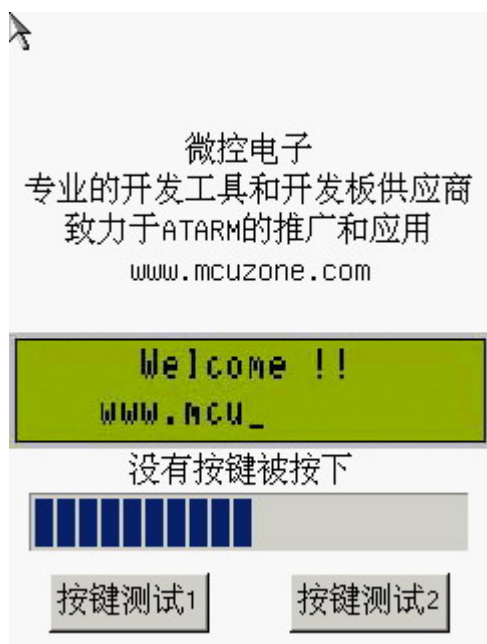 微控电子
专业的开发工具和开发板供应商
致力于ATARM的推广和应用
www.mcuzone.com
Welcome !!
www.mcu_
没有按键被按下
按键测试1 按键测试2